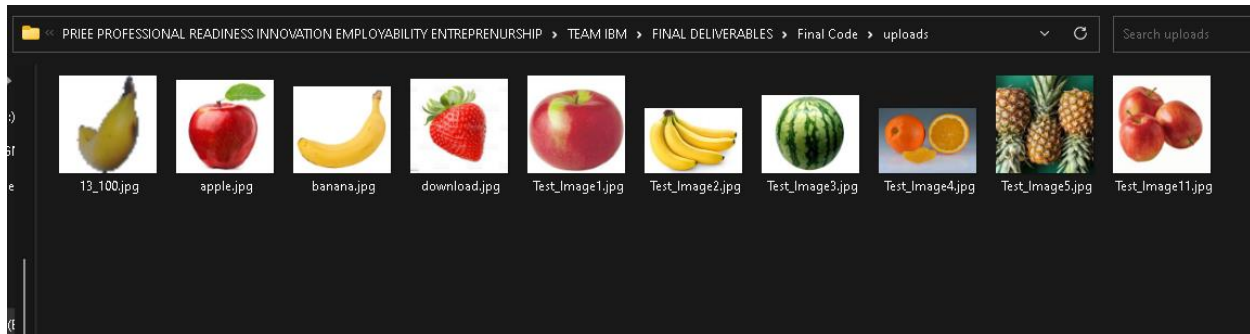 « PRIEE PROFESSIONAL READINESS INNOVATION EMPLOYABILITY ENTREPRENURSHIP > TEAM IBM > FINAL DELIVERABLES > Final Code > uploads
Search uploads
13_100.jpg
apple.jpg
banana.jpg
download.jpg
Test_Image1.jpg
Test_Image2.jpg
Test_Image3.jpg
Test_Image4.jpg
Test_Image5.jpg
Test_Image11.jpg